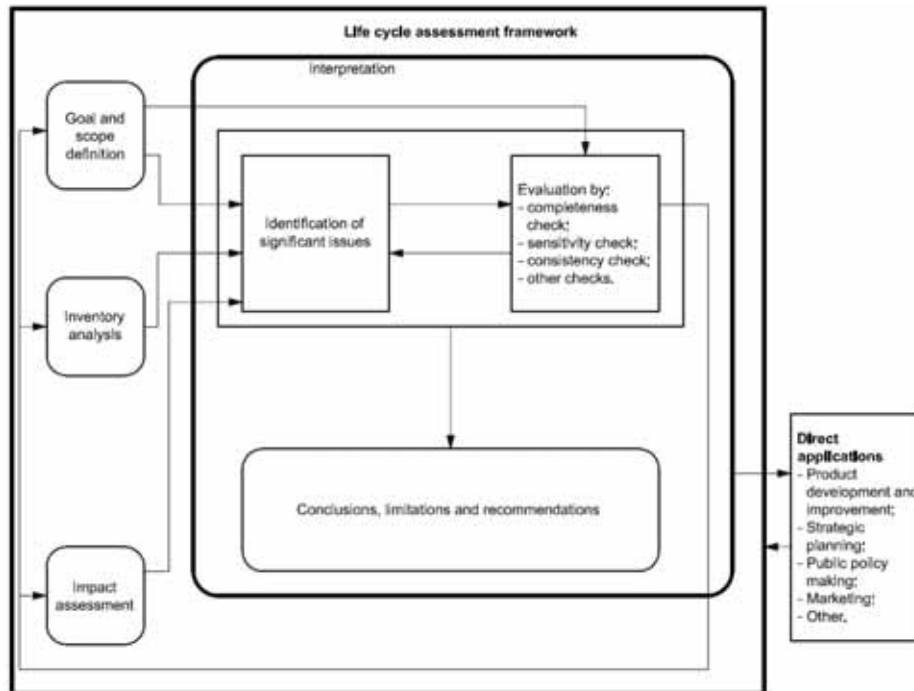 Life cycle assessment framework
Interpretation
Goal and
scope
definition
Identification of
significant issues
Evaluation by:
- completeness
check;
- sensitivity check;
- consistency check;
- other checks.
Inventory
analysis
Conclusions, limitations and recommendations
Impact
assessment
Direct
applications
- Product
development and
improvement;
- Strategic
planning;
- Public policy
making;
- Marketing;
- Other.